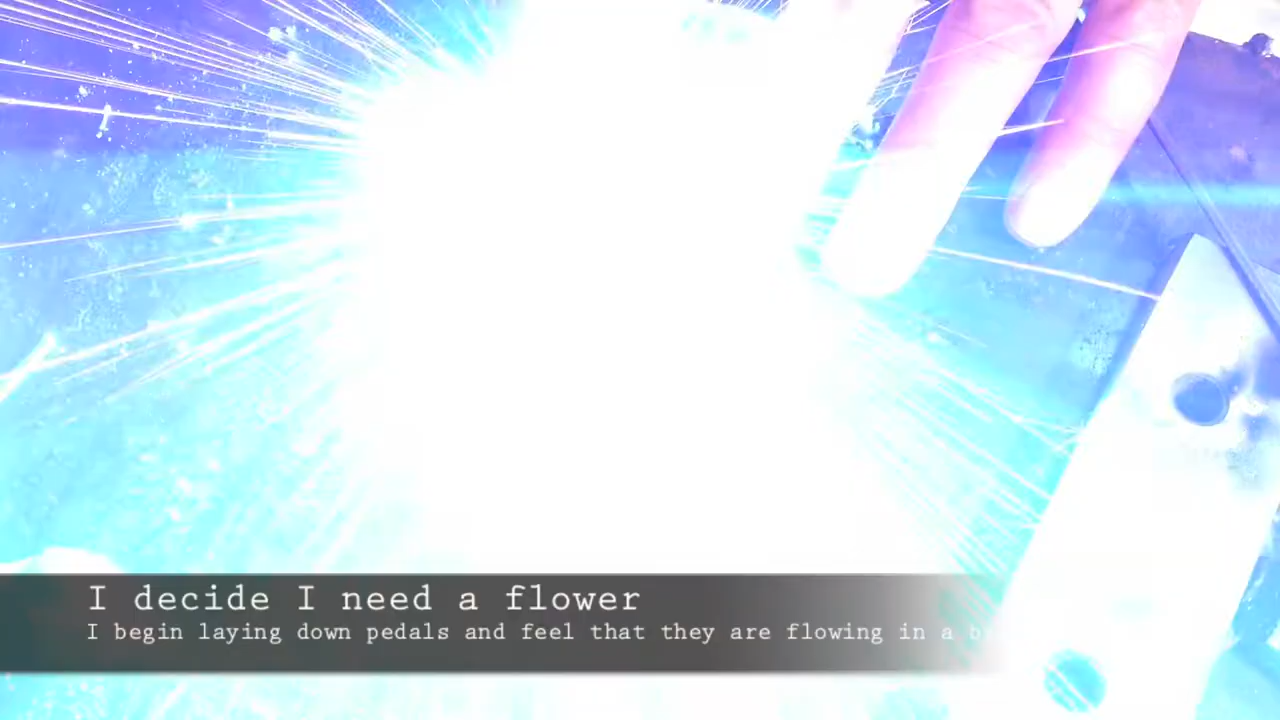 I decide I need a flower
I begin laying down pedals and feel that they are flowing in a